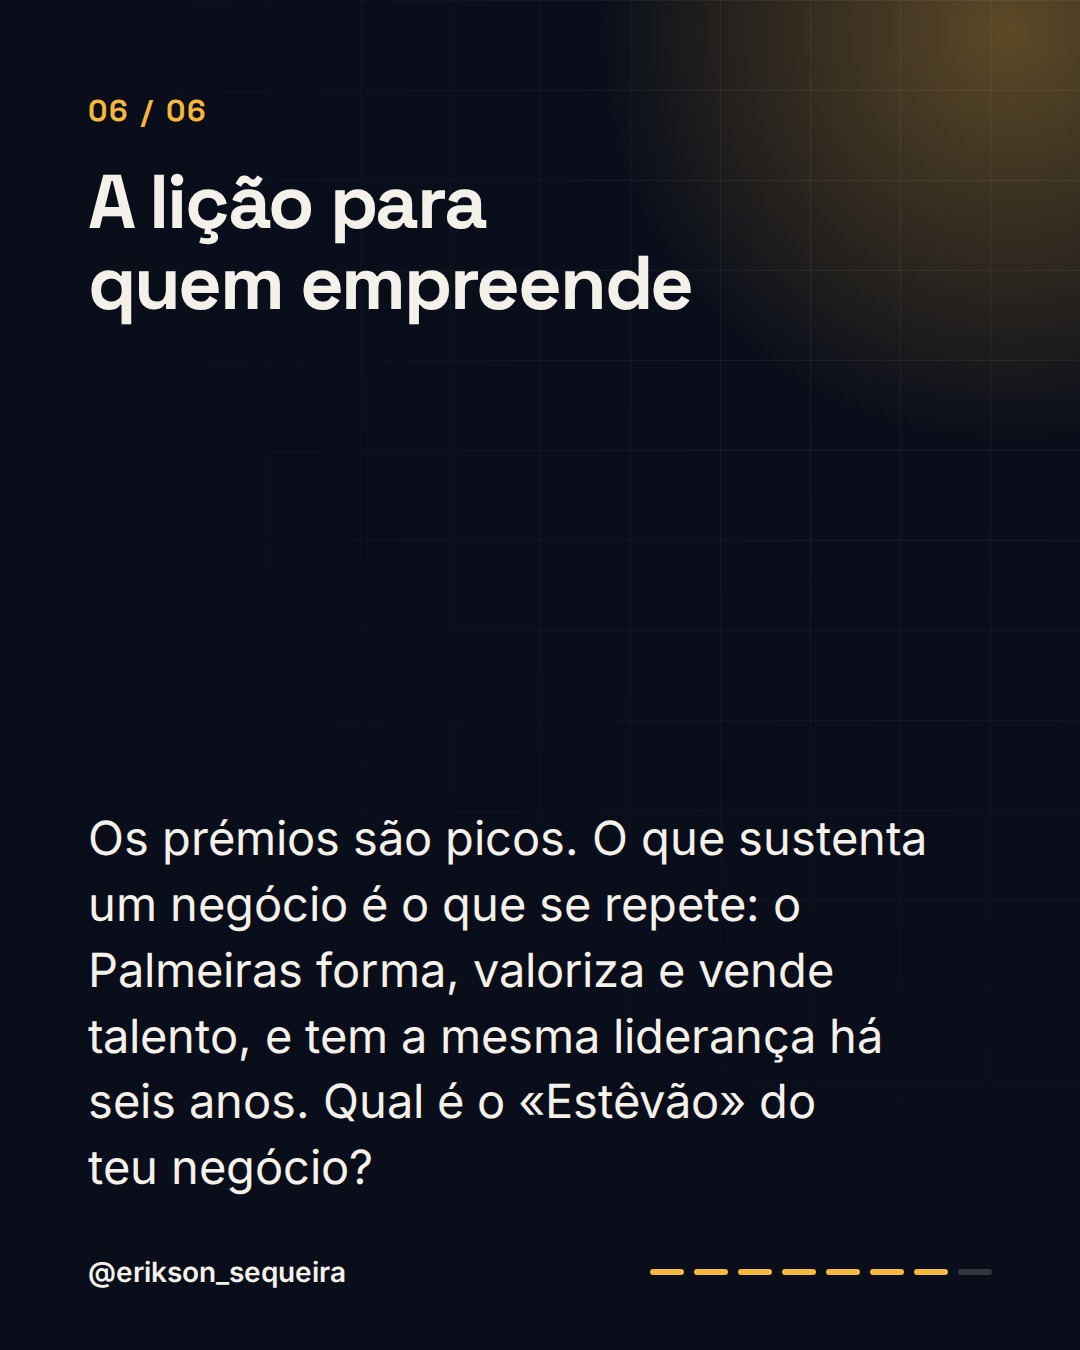 06 / 06
A lição para
quem empreende
Os prémios são picos. O que sustenta
um negócio é o que se repete: o
Palmeiras forma, valoriza e vende
talento, e tem a mesma liderança há
seis anos. Qual é o «Estêvão» do
teu negócio?
@erikson_sequeira